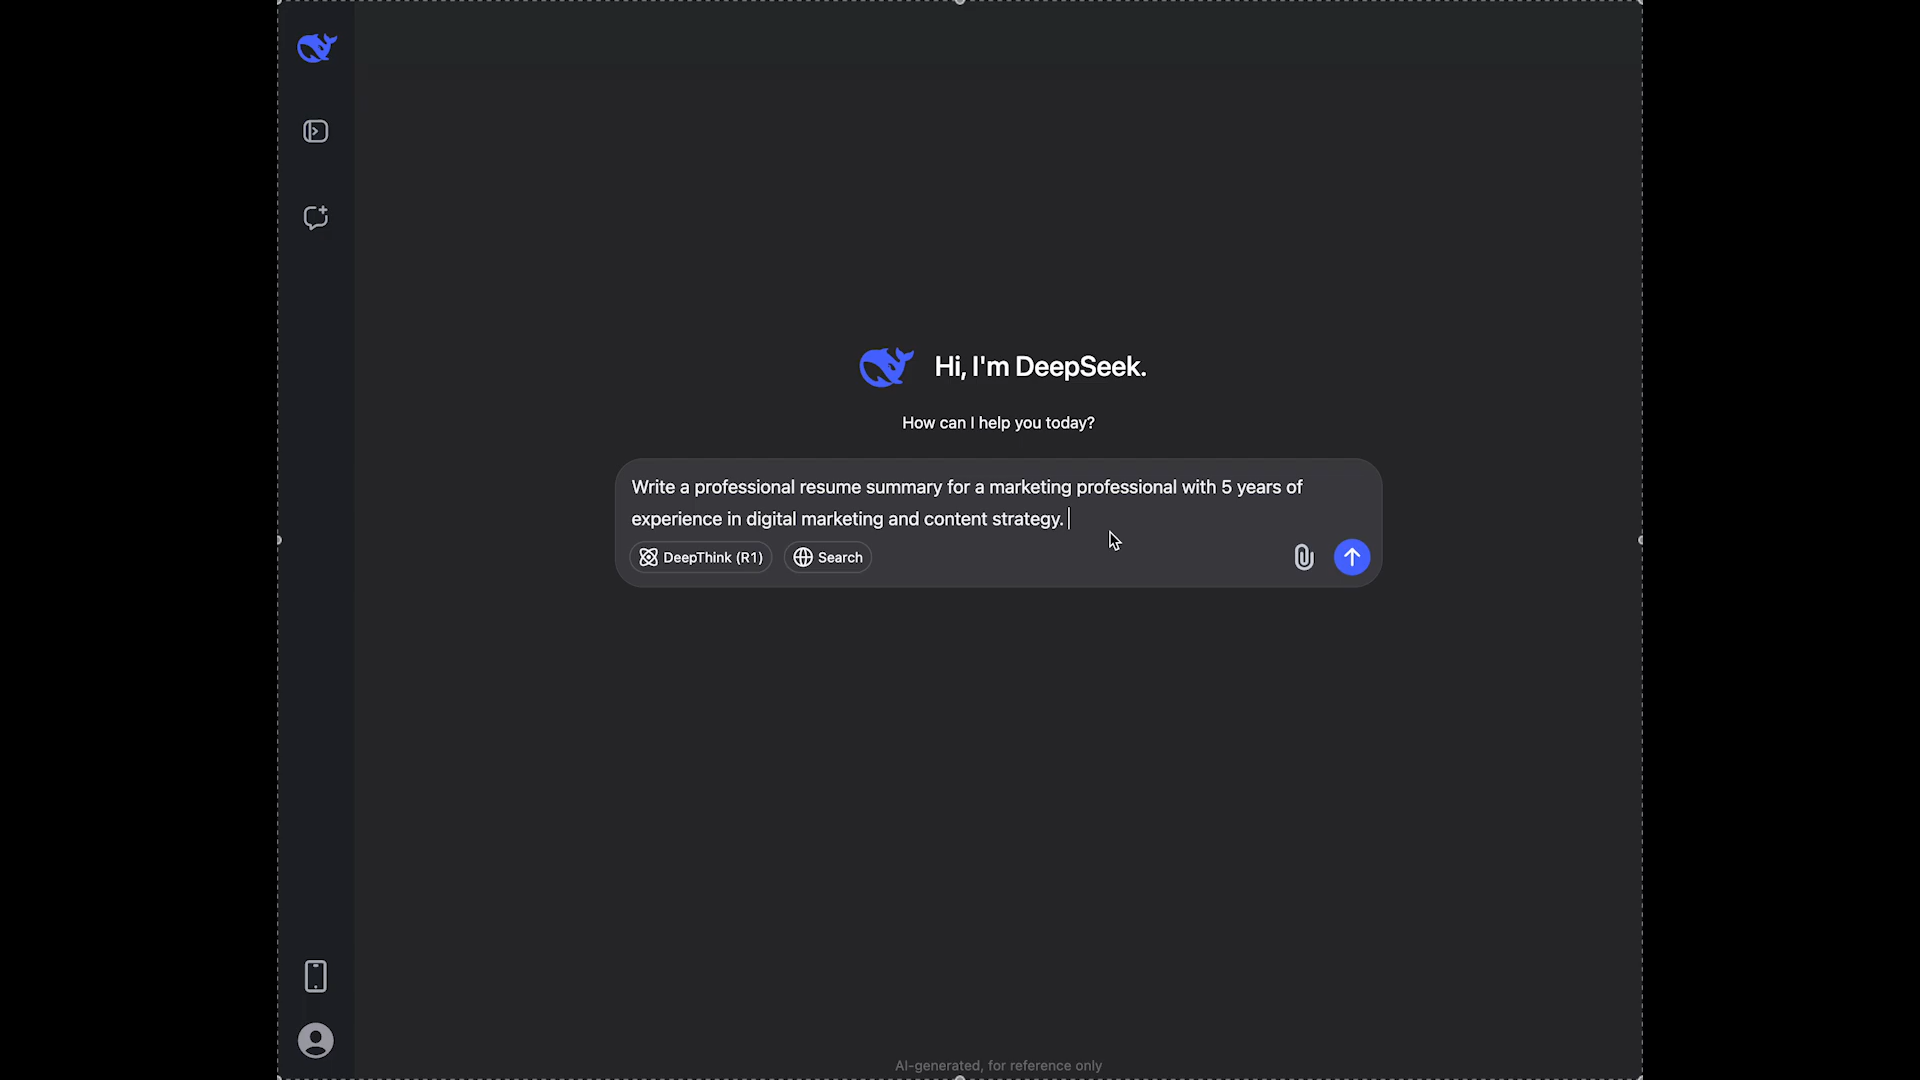 Hi, I'm DeepSeek.
How can I help you today?
Write a professional resume summary for a marketing professional with 5 years of
experience in digital marketing and content strategy.
DeepThink (R1) Search
AI-generated, for reference only